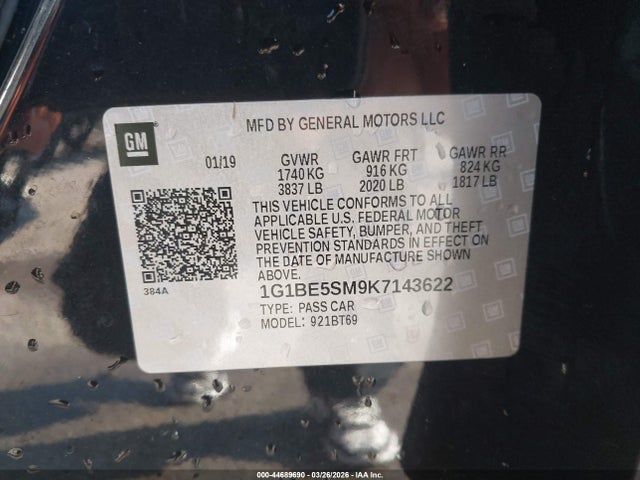 GM
MFD BY GENERAL MOTORS LLC
01/19 GVWR GAWR FRT GAWR RR
1740 KG 916 KG 824 KG
3837 LB 2020 LB 1817 LB
THIS VEHICLE CONFORMS TO ALL
APPLICABLE U.S. FEDERAL MOTOR
VEHICLE SAFETY, BUMPER, AND THEFT
PREVENTION STANDARDS IN EFFECT ON
THE DATE OF MANUFACTURE SHOWN
ABOVE.
384A
1G1BE5SM9K7143622
TYPE: PASS CAR
MODEL: 921BT69
000-44689690 | 03/26/2026 | IAA Inc.